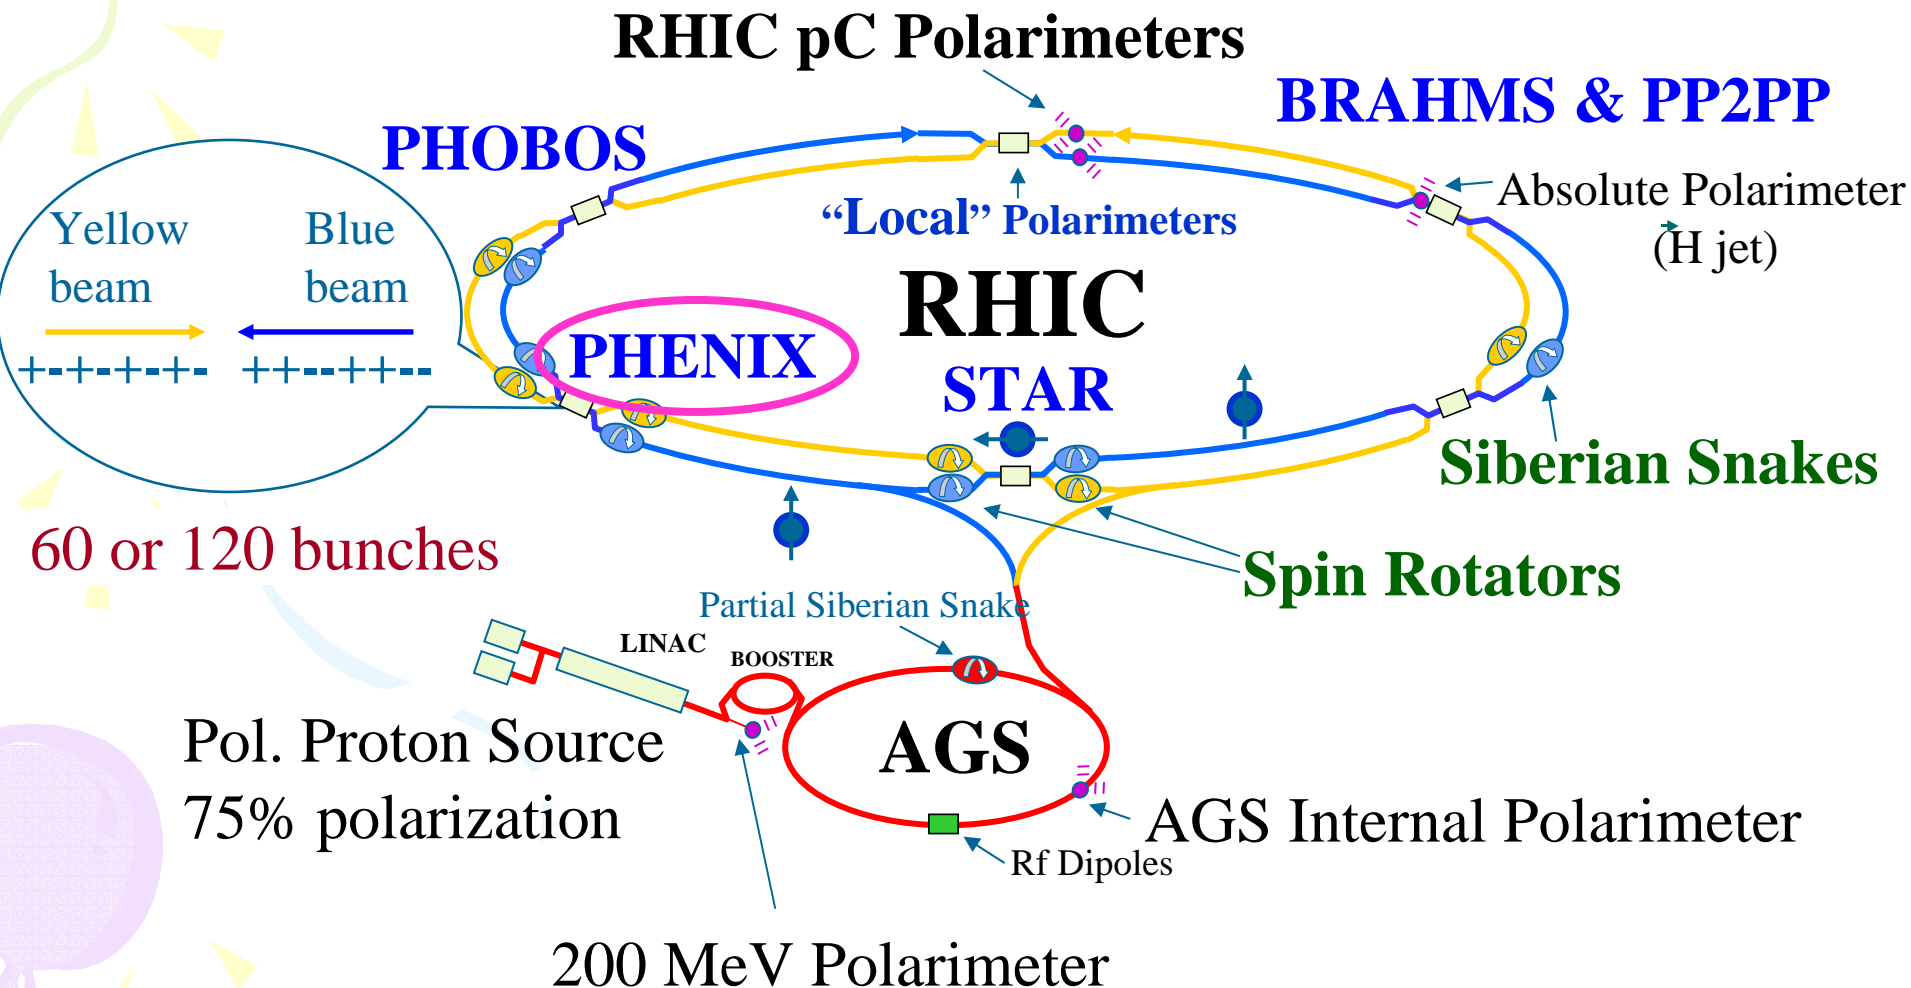 RHIC pC Polarimeters
BRAHMS & PP2PP
PHOBOS
Absolute Polarimeter
(H jet)
“Local” Polarimeters
Yellow
beam
Blue
beam
+-+-+-+-
++--++--
RHIC
PHENIX
STAR
Siberian Snakes
60 or 120 bunches
Spin Rotators
Partial Siberian Snake
LINAC
BOOSTER
Pol. Proton Source
75% polarization
AGS
AGS Internal Polarimeter
Rf Dipoles
200 MeV Polarimeter